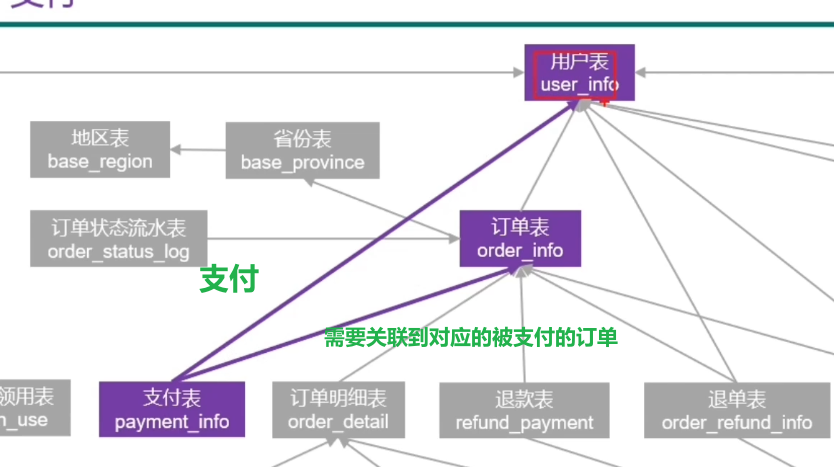 支付
用户表
user_info
地区表
base_region
省份表
base_province
订单状态流水表
order_status_log
订单表
order_info
支付
需要关联到对应的被支付的订单
领用表
n_use
支付表
payment_info
订单明细表
order_detail
退款表
refund_payment
退单表
order_refund_info